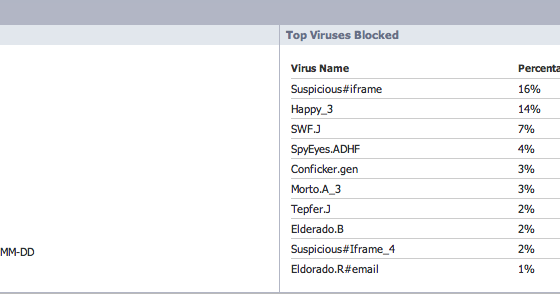 Top Viruses Blocked
Virus Name Percenta
Suspicious#iframe 16%
Happy_3 14%
SWF.J 7%
SpyEyes.ADHF 4%
Conficker.gen 3%
Morto.A_3 3%
Tepfer.J 2%
Elderado.B 2%
MM-DD
Suspicious#Iframe_4 2%
Eldorado.R#email 1%